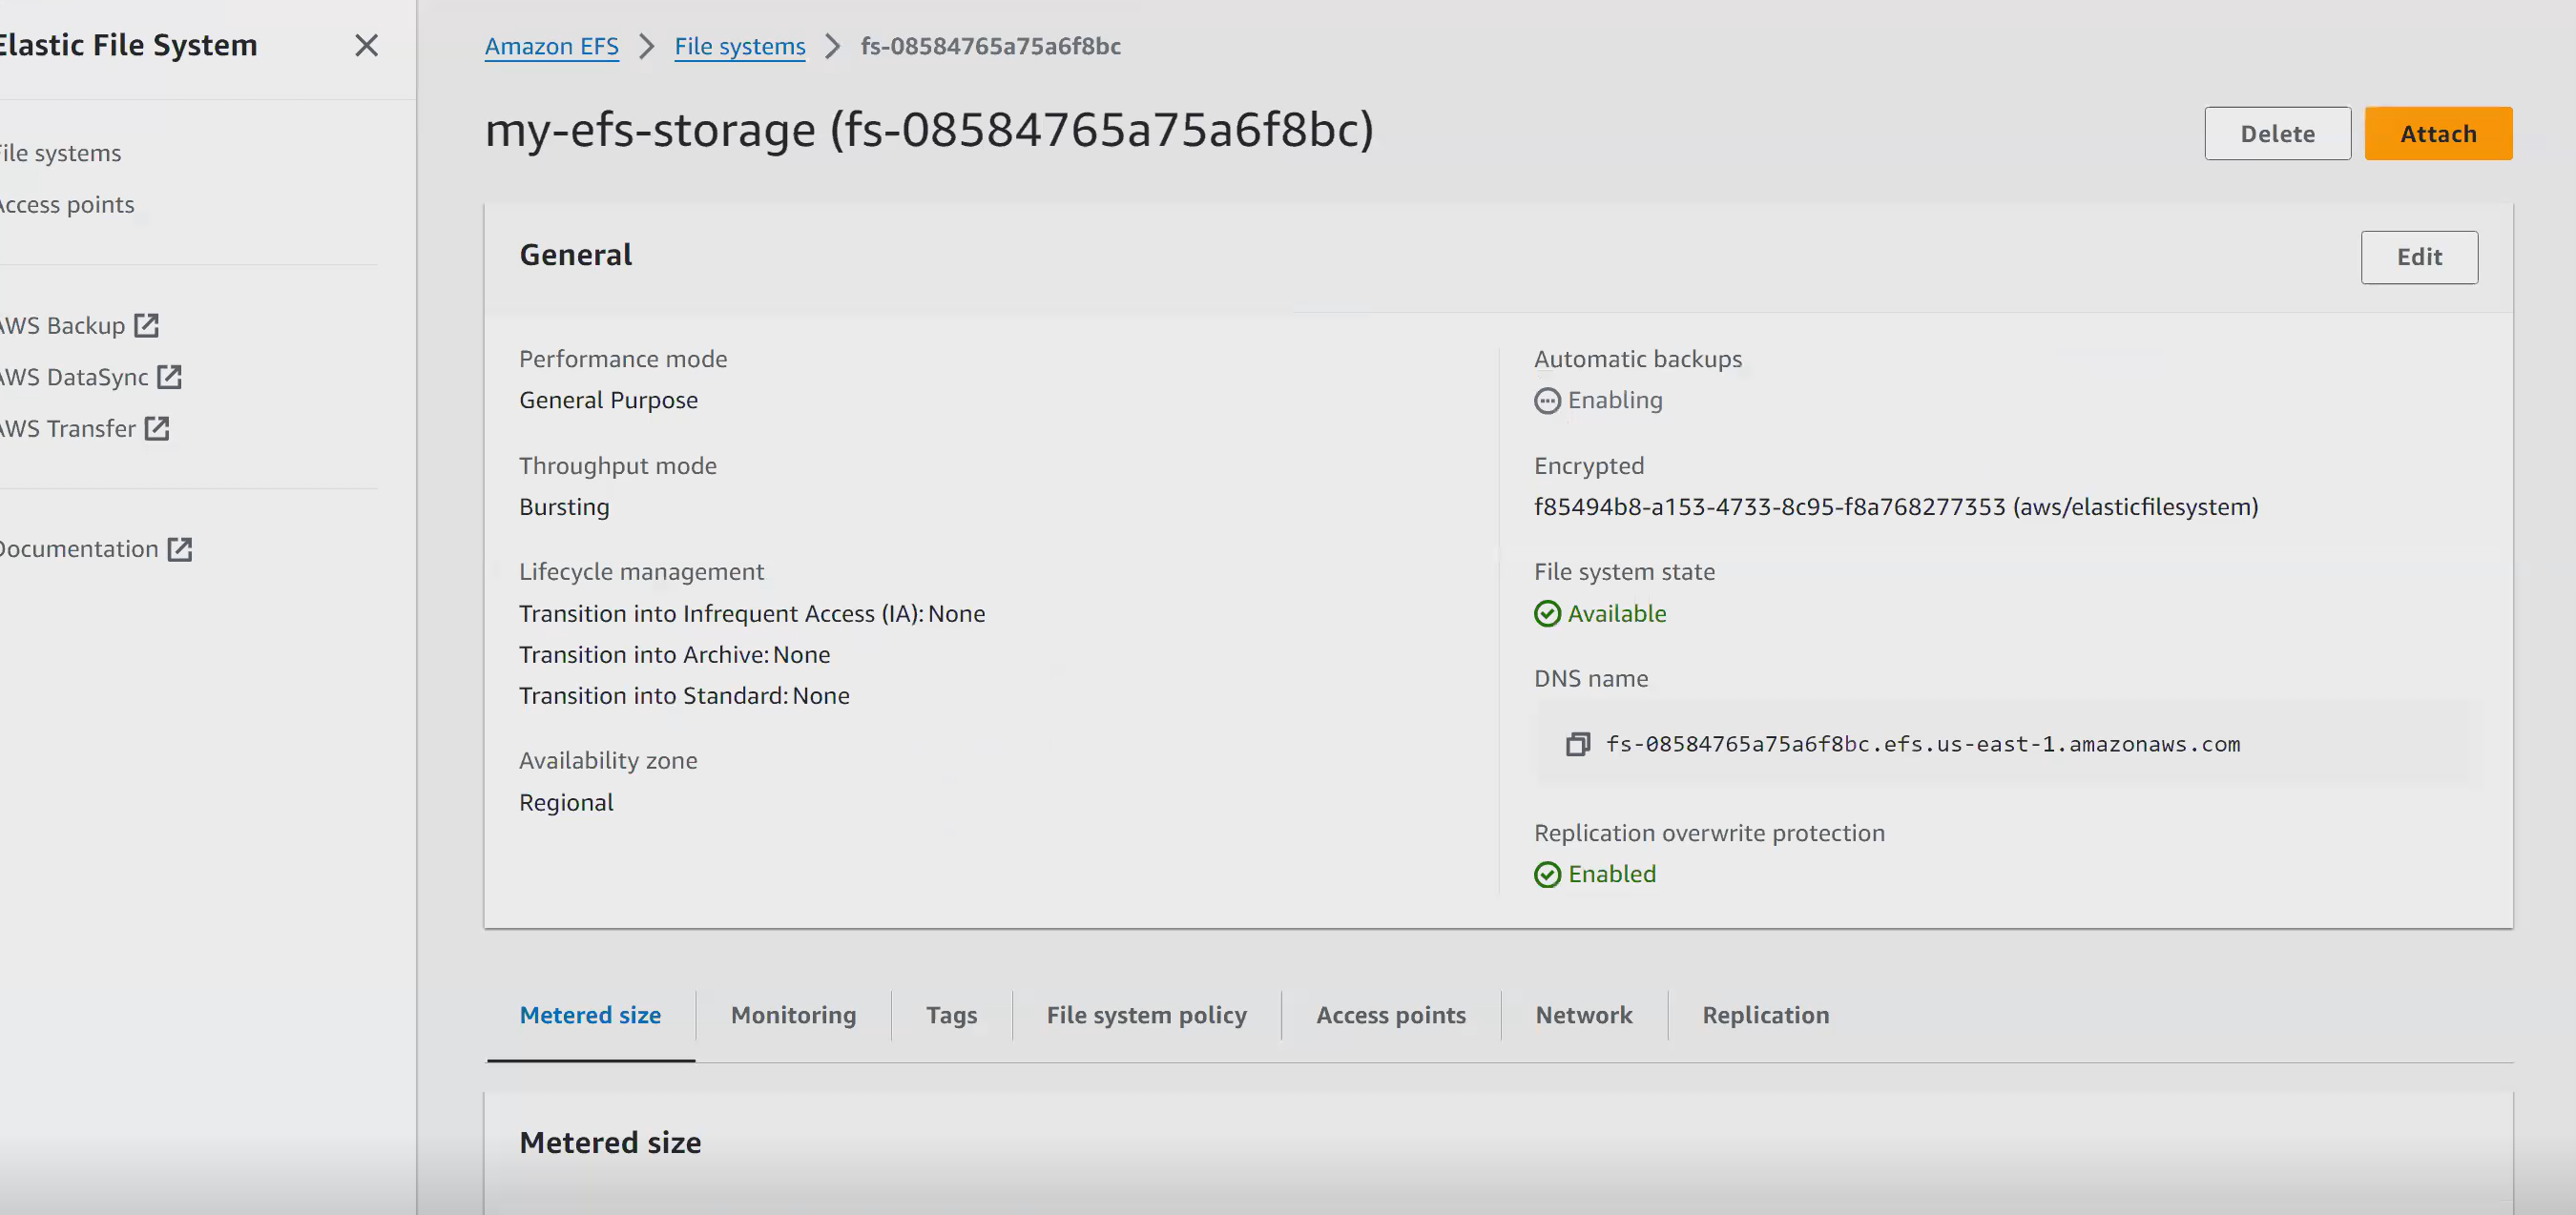 Elastic File System
File systems
Access points
AWS Backup
AWS DataSync
AWS Transfer
Documentation
Amazon EFS > File systems > fs-08584765a75a6f8bc
my-efs-storage (fs-08584765a75a6f8bc)
Delete
Attach
General
Edit
Performance mode
General Purpose
Throughput mode
Bursting
Lifecycle management
Transition into Infrequent Access (IA): None
Transition into Archive: None
Transition into Standard: None
Availability zone
Regional
Automatic backups
Enabling
Encrypted
f85494b8-a153-4733-8c95-f8a768277353 (aws/elasticfilesystem)
File system state
Available
DNS name
fs-08584765a75a6f8bc.efs.us-east-1.amazonaws.com
Replication overwrite protection
Enabled
Metered size
Monitoring
Tags
File system policy
Access points
Network
Replication
Metered size